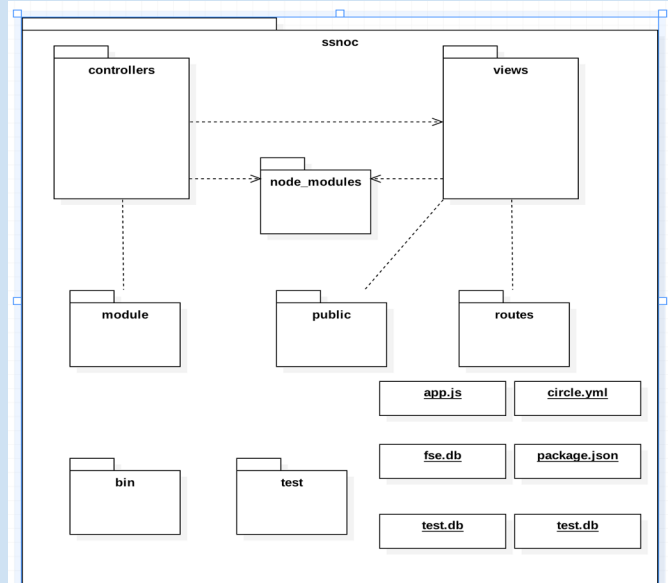 ssnoc
controllers
views
node_modules
module
public
routes
app.js
circle.yml
fse.db
package.json
bin
test
test.db
test.db